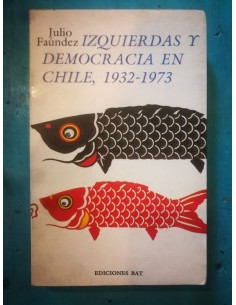 Julio
Faúndez
IZQUIERDAS Y
DEMOCRACIA EN
CHILE, 1932-1973
EDICIONES BAT